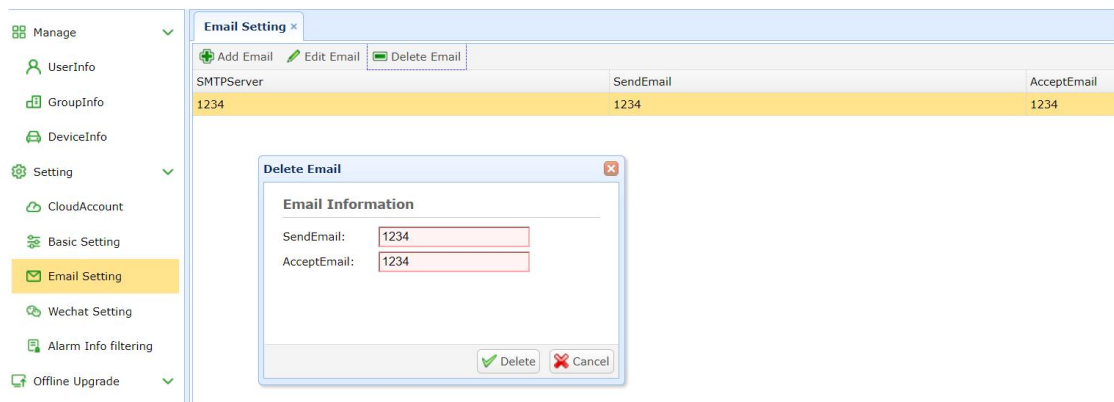 Manage
UserInfo
GroupInfo
DeviceInfo
Setting
CloudAccount
Basic Setting
Email Setting
Wechat Setting
Alarm Info filtering
Offline Upgrade
Email Setting ×
Add Email Edit Email Delete Email
SMTPServer SendEmail AcceptEmail
1234 1234 1234
Delete Email
Email Information
SendEmail: 1234
AcceptEmail: 1234
Delete Cancel